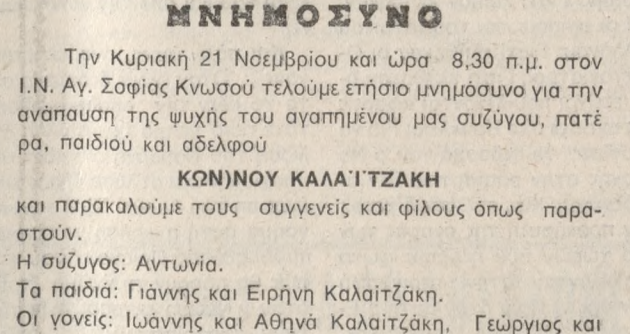 ΜΝΗΜΟΣΥΝΟ
Την Κυριακή 21 Νοεμβρίου και ώρα 8,30 π.μ. στον
Ι.Ν. Αγ. Σοφίας Κνωσού τελούμε ετήσιο μνημόσυνο για την
ανάπαυση της ψυχής του αγαπημένου μας συζύγου, πατέ
ρα, παιδιού και αδελφού
ΚΩΝ)ΝΟΥ ΚΑΛΑΪΤΖΑΚΗ
και παρακαλούμε τους συγγενείς και φίλους όπως παρα-
στούν.
Η σύζυγος: Αντωνία.
Τα παιδιά: Γιάννης και Ειρήνη Καλαϊτζάκη.
Οι γονείς: Ιωάννης και Αθηνά Καλαϊτζάκη, Γεώργιος και